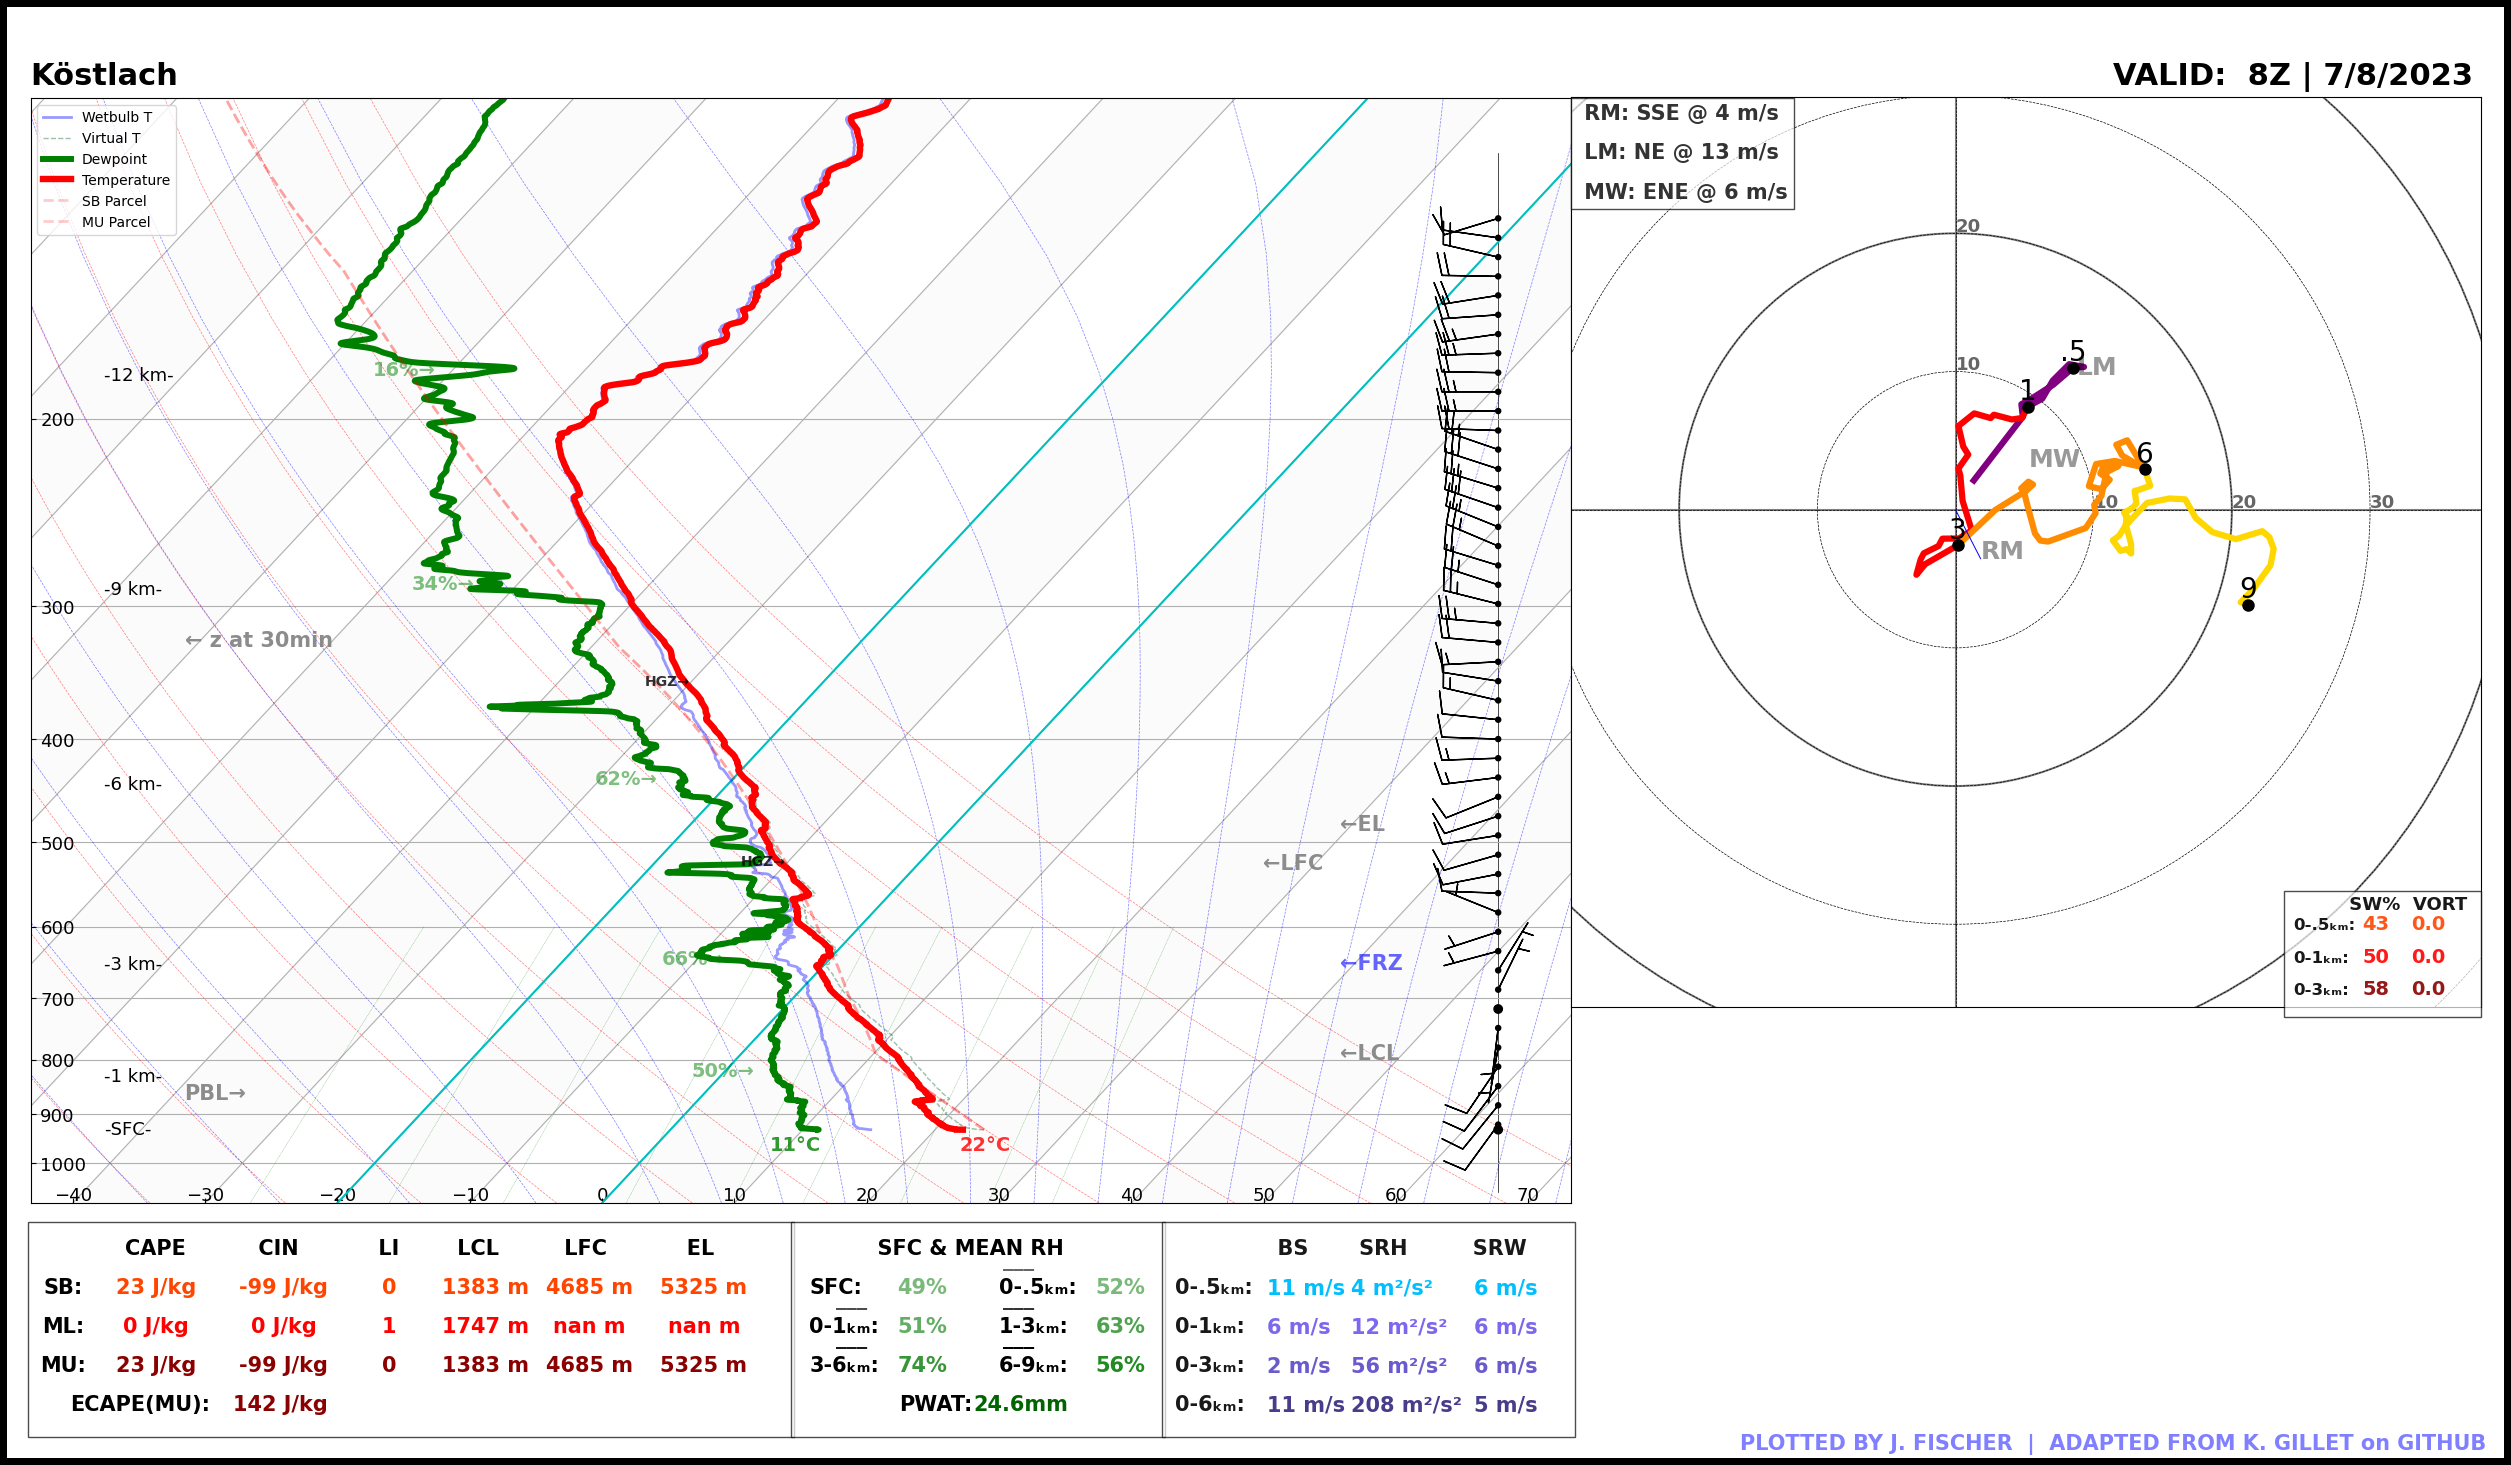 Köstlach
VALID:  8Z | 7/8/2023
Wetbulb T
Virtual T
Dewpoint
Temperature
SB Parcel
MU Parcel
16%→
-12 km-
200
34%→
-9 km-
300
← z at 30min
HGZ→
400
62%→
-6 km-
←EL
500
HGZ→
←LFC
600
66%→
-3 km-
←FRZ
700
←LCL
800
50%→
-1 km-
PBL→
900
-SFC-
11°C
22°C
1000
−40 −30 −20 −10 0 10 20 30 40 50 60 70
RM: SSE @ 4 m/s
LM: NE @ 13 m/s
MW: ENE @ 6 m/s
20
10
.5
LM
1
MW
6
10 20 30
3
RM
9
SW% VORT
0-.5ₖₘ: 43 0.0
0-1ₖₘ: 50 0.0
0-3ₖₘ: 58 0.0
CAPE CIN LI LCL LFC EL
SB: 23 J/kg -99 J/kg 0 1383 m 4685 m 5325 m
ML: 0 J/kg 0 J/kg 1 1747 m nan m nan m
MU: 23 J/kg -99 J/kg 0 1383 m 4685 m 5325 m
ECAPE(MU): 142 J/kg
SFC & MEAN RH
SFC: 49% 0-.5ₖₘ: 52%
0-1ₖₘ: 51% 1-3ₖₘ: 63%
3-6ₖₘ: 74% 6-9ₖₘ: 56%
PWAT: 24.6mm
BS SRH SRW
0-.5ₖₘ: 11 m/s 4 m²/s² 6 m/s
0-1ₖₘ: 6 m/s 12 m²/s² 6 m/s
0-3ₖₘ: 2 m/s 56 m²/s² 6 m/s
0-6ₖₘ: 11 m/s 208 m²/s² 5 m/s
PLOTTED BY J. FISCHER | ADAPTED FROM K. GILLET on GITHUB